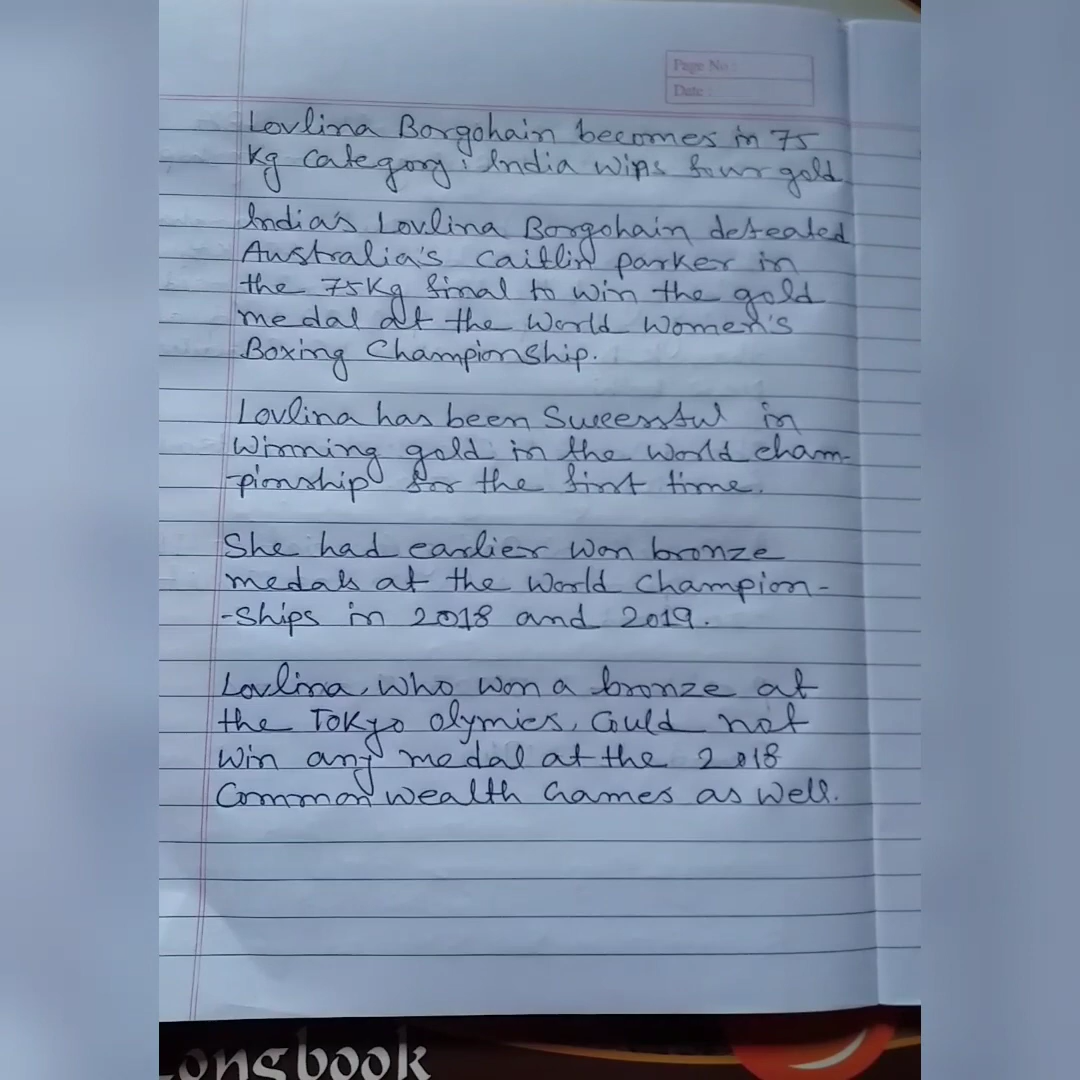 Page No :
Date :
Lovlina Borgohain becomes in 75
Kg category: India wins four gold
India's Lovlina Borgohain defeated
Australia's Caitlin parker in
the 75Kg final to win the gold
medal at the World Women's
Boxing Championship.
Lovlina has been Sucessful in
Winning gold in the World cham-
-pionship for the first time.
She had earlier won bronze
medals at the World Champion-
-Ships in 2018 and 2019.
Lovlina, Who won a bronze at
the Tokyo olymics, Could not
Win any medal at the 2018
Common wealth Games as Well.
Longbook